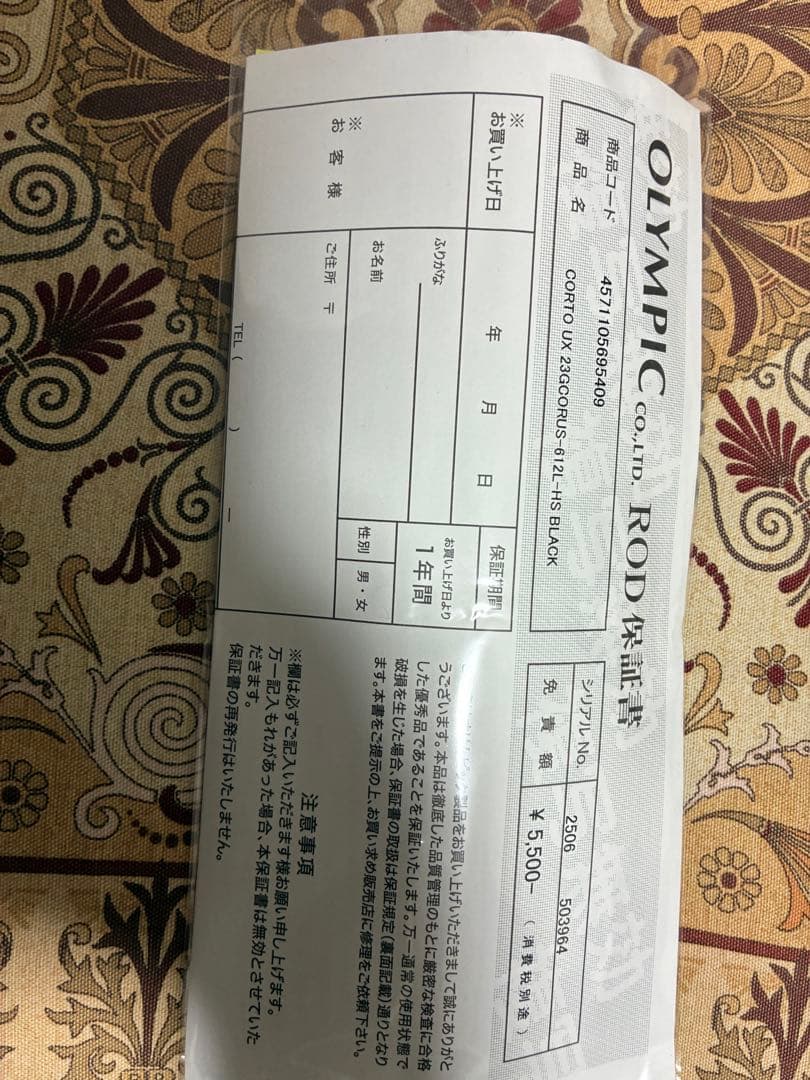 OLYMPIC CO.,LTD. ROD 保証書
商品コード 4571105695409
商品名 CORTO UX 23GCORUS-612L-HS BLACK
シリアル No. 2506 503964
免責額 ¥ 5,500- (消費税別途)
※お買い上げ日 年 月 日
保証期間
お買い上げ日より
1年間
※お客様
ふりがな
お名前
性別 男・女
ご住所 〒
TEL ( ) -
製品をお買い上げいただきまして誠にありがと
うございます。本品は徹底した品質管理のもとに厳密な検査に合格
した優秀品であることを保証いたします。万一通常の使用状態で
破損を生じた場合、保証書の取扱は保証規定(裏面記載)通りとなり
ます。本書をご提示の上、お買い求め販売店に修理をご依頼下さい。
注意事項
※欄は必ずご記入いただきます様お願い申し上げます。
万一記入もれがあった場合、本保証書は無効とさせていた
だきます。
保証書の再発行はいたしません。